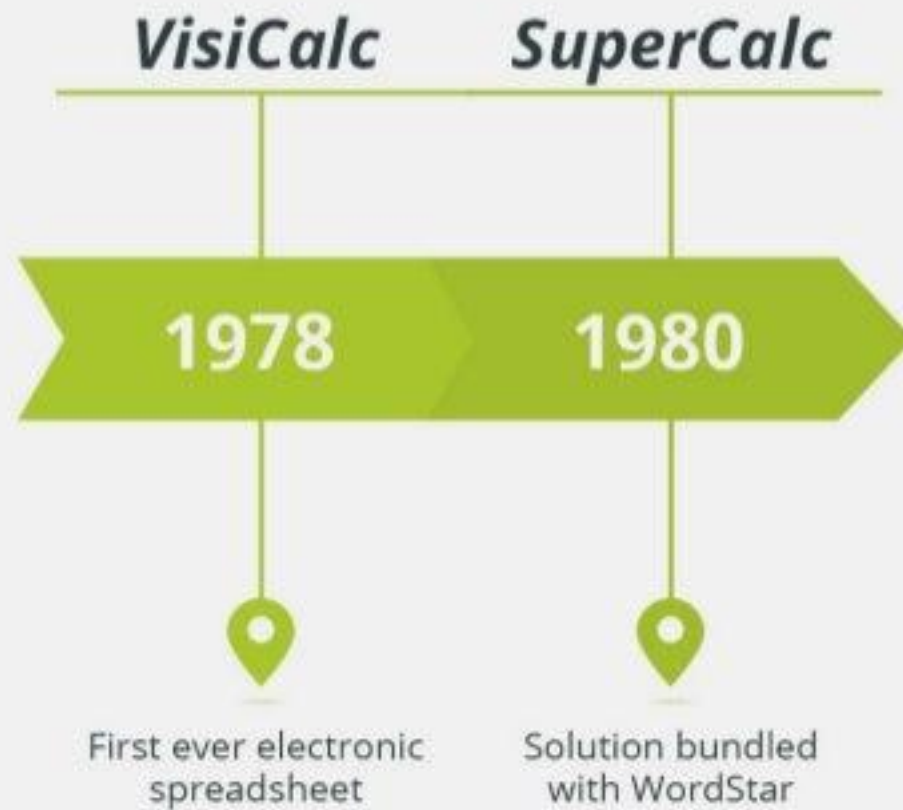 VisiCalc
SuperCalc
1978
1980
First ever electronic
spreadsheet
Solution bundled
with WordStar